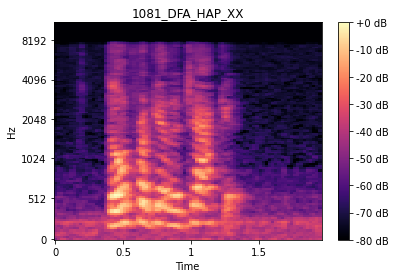 1081_DFA_HAP_XX
8192
4096
2048
1024
512
0
Hz
0
0.5
1
1.5
Time
+0 dB
-10 dB
-20 dB
-30 dB
-40 dB
-50 dB
-60 dB
-70 dB
-80 dB